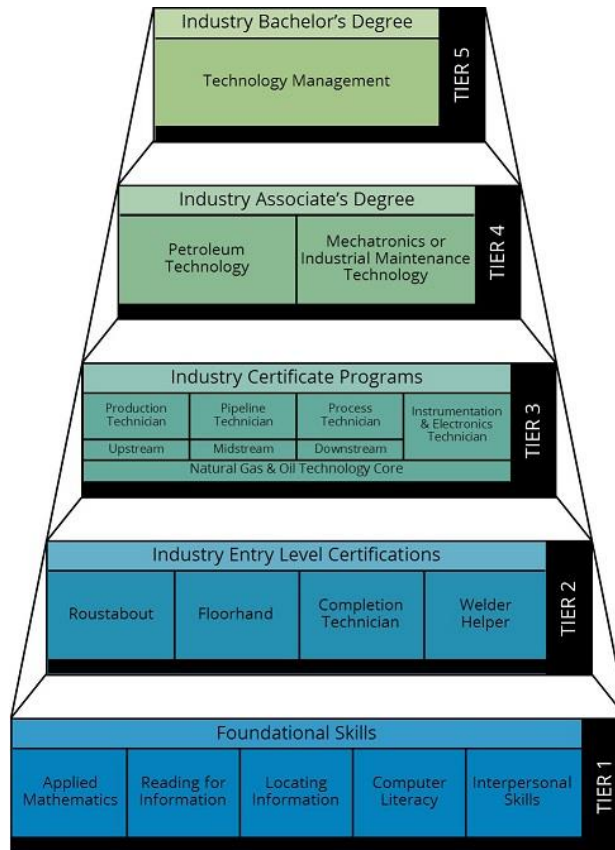 Industry Bachelor's Degree
Technology Management
TIER 5
Industry Associate's Degree
Petroleum
Technology
Mechatronics or
Industrial Maintenance
Technology
TIER 4
Industry Certificate Programs
Production
Technician
Pipeline
Technician
Process
Technician
Instrumentation
& Electronics
Technician
Upstream
Midstream
Downstream
Natural Gas & Oil Technology Core
TIER 3
Industry Entry Level Certifications
Roustabout
Floorhand
Completion
Technician
Welder
Helper
TIER 2
Foundational Skills
Applied
Mathematics
Reading for
Information
Locating
Information
Computer
Literacy
Interpersonal
Skills
TIER 1